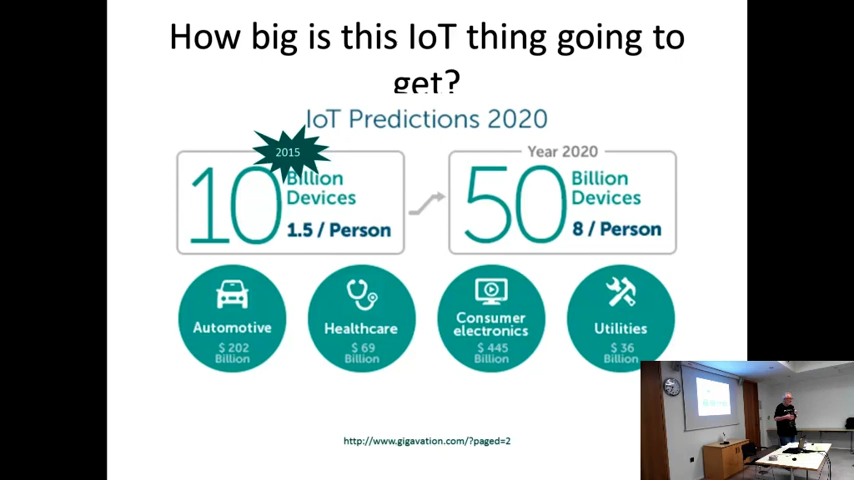 How big is this IoT thing going to
get?
IoT Predictions 2020
2015
10
Billion
Devices
1.5 / Person
Year 2020
50
Billion
Devices
8 / Person
Automotive
$ 202
Billion
Healthcare
$ 69
Billion
Consumer
electronics
$ 445
Billion
Utilities
$ 36
Billion
http://www.gigavation.com/?paged=2